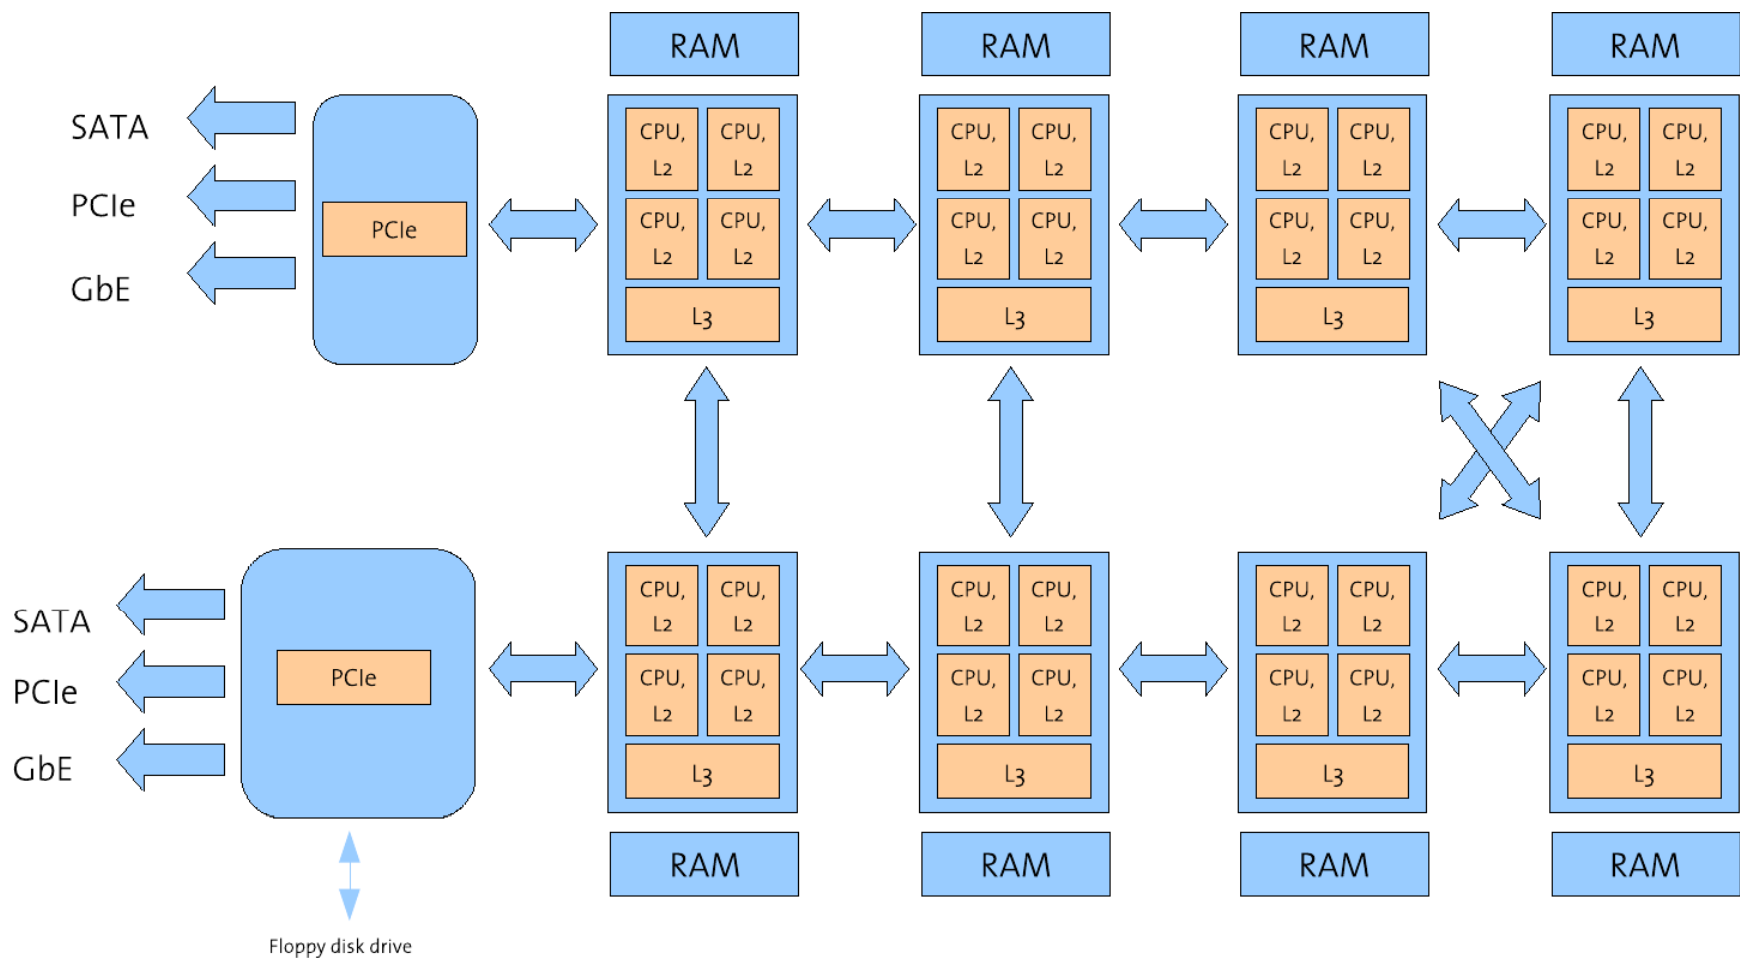 RAM RAM RAM RAM
SATA
PCIe
GbE
PCIe
CPU, CPU, CPU, CPU, CPU, CPU, CPU, CPU,
L2 L2 L2 L2 L2 L2 L2 L2
CPU, CPU, CPU, CPU, CPU, CPU, CPU, CPU,
L2 L2 L2 L2 L2 L2 L2 L2
L3 L3 L3 L3
SATA
PCIe
GbE
PCIe
CPU, CPU, CPU, CPU, CPU, CPU, CPU, CPU,
L2 L2 L2 L2 L2 L2 L2 L2
CPU, CPU, CPU, CPU, CPU, CPU, CPU, CPU,
L2 L2 L2 L2 L2 L2 L2 L2
L3 L3 L3 L3
RAM RAM RAM RAM
Floppy disk drive